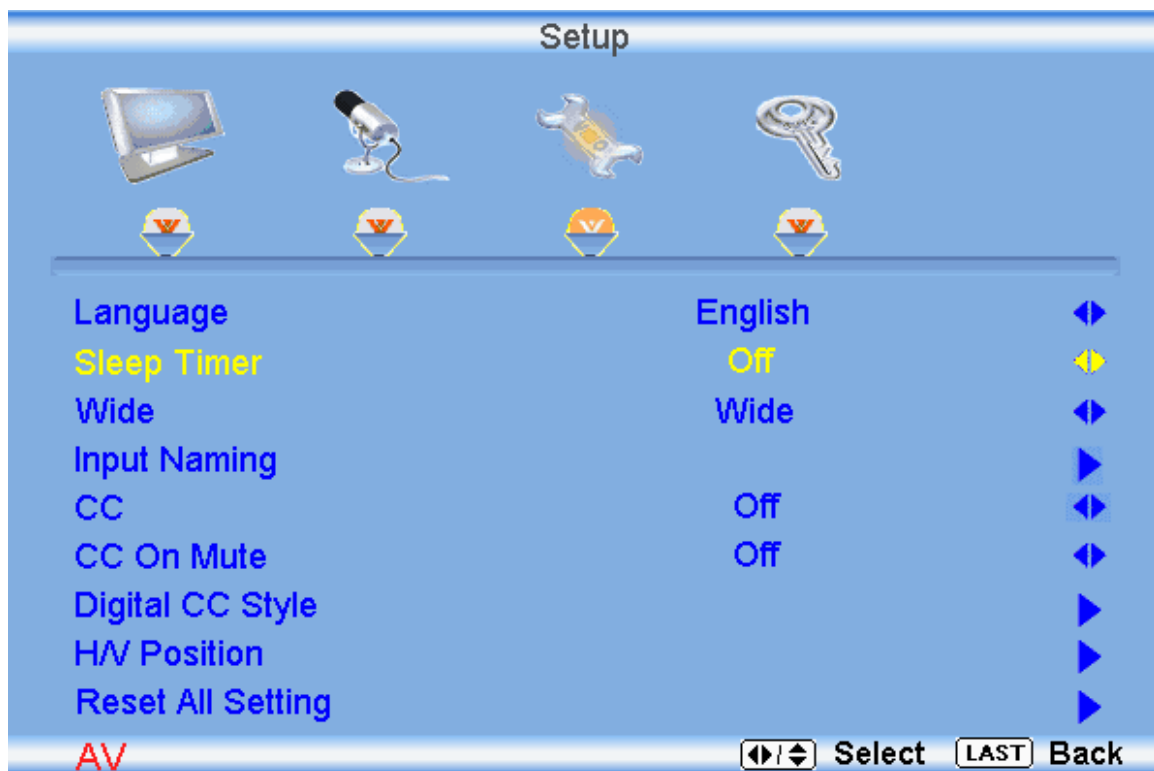 Setup
Language English
Sleep Timer Off
Wide Wide
Input Naming
CC Off
CC On Mute Off
Digital CC Style
H/V Position
Reset All Setting
AV / Select LAST Back